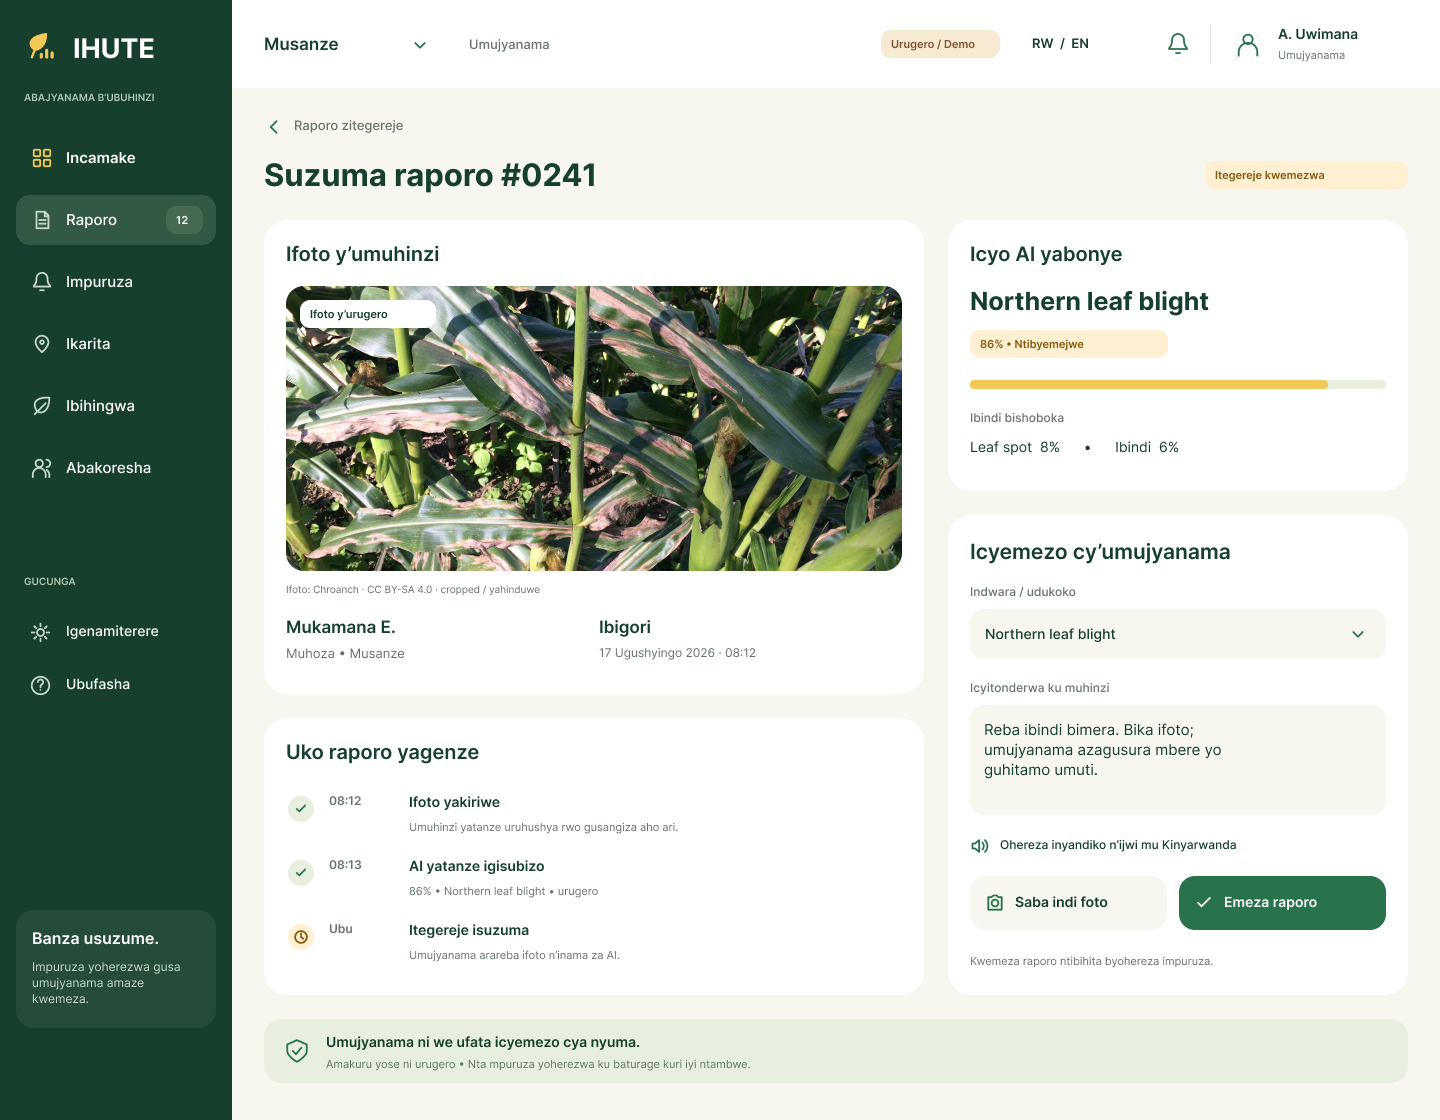 IHUTE
ABAJYANAMA B'UBUHINZI
Incamake
Raporo 12
Impuruza
Ikarita
Ibihingwa
Abakoresha
GUCUNGA
Igenamiterere
Ubufasha
Banza usuzume.
Impuruza yoherezwa gusa
umujyanama amaze
kwemeza.
Musanze
Umujyanama
Urugero / Demo
RW / EN
A. Uwimana
Umujyanama
Raporo zitegereje
Suzuma raporo #0241
Itegereje kwemezwa
Ifoto y’umuhinzi
Ifoto y’urugero
Ifoto: Chroanch · CC BY-SA 4.0 · cropped / yahinduwe
Mukamana E.
Muhoza • Musanze
Ibigori
17 Ugushyingo 2026 · 08:12
Uko raporo yagenze
08:12
Ifoto yakiriwe
Umuhinzi yatanze uruhushya rwo gusangiza aho ari.
08:13
AI yatanze igisubizo
86% • Northern leaf blight • urugero
Ubu
Itegereje isuzuma
Umujyanama arareba ifoto n’inama za AI.
Icyo AI yabonye
Northern leaf blight
86% • Ntibyemejwe
Ibindi bishoboka
Leaf spot 8% • Ibindi 6%
Icyemezo cy’umujyanama
Indwara / udukoko
Northern leaf blight
Icyitonderwa ku muhinzi
Reba ibindi bimera. Bika ifoto;
umujyanama azagusura mbere yo
guhitamo umuti.
Ohereza inyandiko n’ijwi mu Kinyarwanda
Saba indi foto
Emeza raporo
Kwemeza raporo ntibihita byohereza impuruza.
Umujyanama ni we ufata icyemezo cya nyuma.
Amakuru yose ni urugero • Nta mpuruza yoherezwa ku baturage kuri iyi ntambwe.